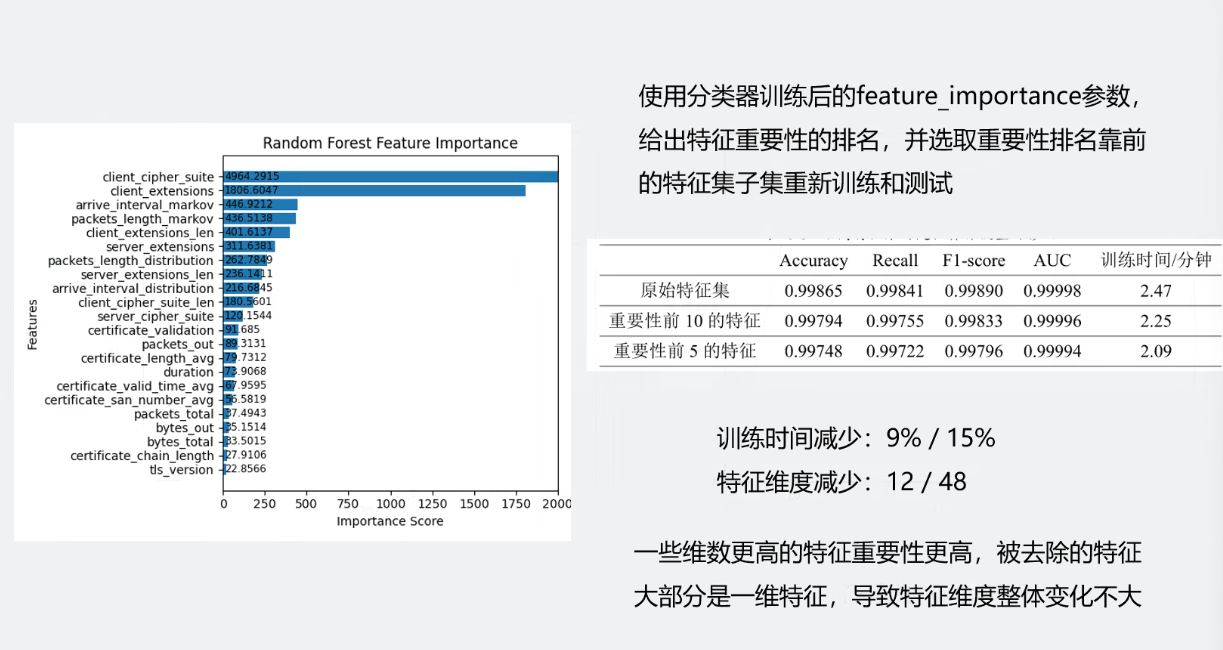 使用分类器训练后的feature_importance参数，
给出特征重要性的排名，并选取重要性排名靠前
的特征集子集重新训练和测试
Random Forest Feature Importance
client_cipher_suite 4964.2915
client_extensions 1806.6047
arrive_interval_markov 446.9212
packets_length_markov 436.5138
client_extensions_len 401.6137
server_extensions 311.6381
packets_length_distribution 262.7849
server_extensions_len 236.1411
arrive_interval_distribution 216.6845
client_cipher_suite_len 180.5601
server_cipher_suite 120.1544
certificate_validation 91.685
packets_out 89.3131
certificate_length_avg 79.7312
duration 73.9068
certificate_valid_time_avg 67.9595
certificate_san_number_avg 56.5819
packets_total 37.4943
bytes_out 35.1514
bytes_total 33.5015
certificate_chain_length 27.9106
tls_version 22.8566
Features
0 250 500 750 1000 1250 1500 1750 2000
Importance Score
Accuracy Recall F1-score AUC 训练时间/分钟
原始特征集 0.99865 0.99841 0.99890 0.99998 2.47
重要性前 10 的特征 0.99794 0.99755 0.99833 0.99996 2.25
重要性前 5 的特征 0.99748 0.99722 0.99796 0.99994 2.09
训练时间减少：9% / 15%
特征维度减少：12 / 48
一些维数更高的特征重要性更高，被去除的特征
大部分是一维特征，导致特征维度整体变化不大